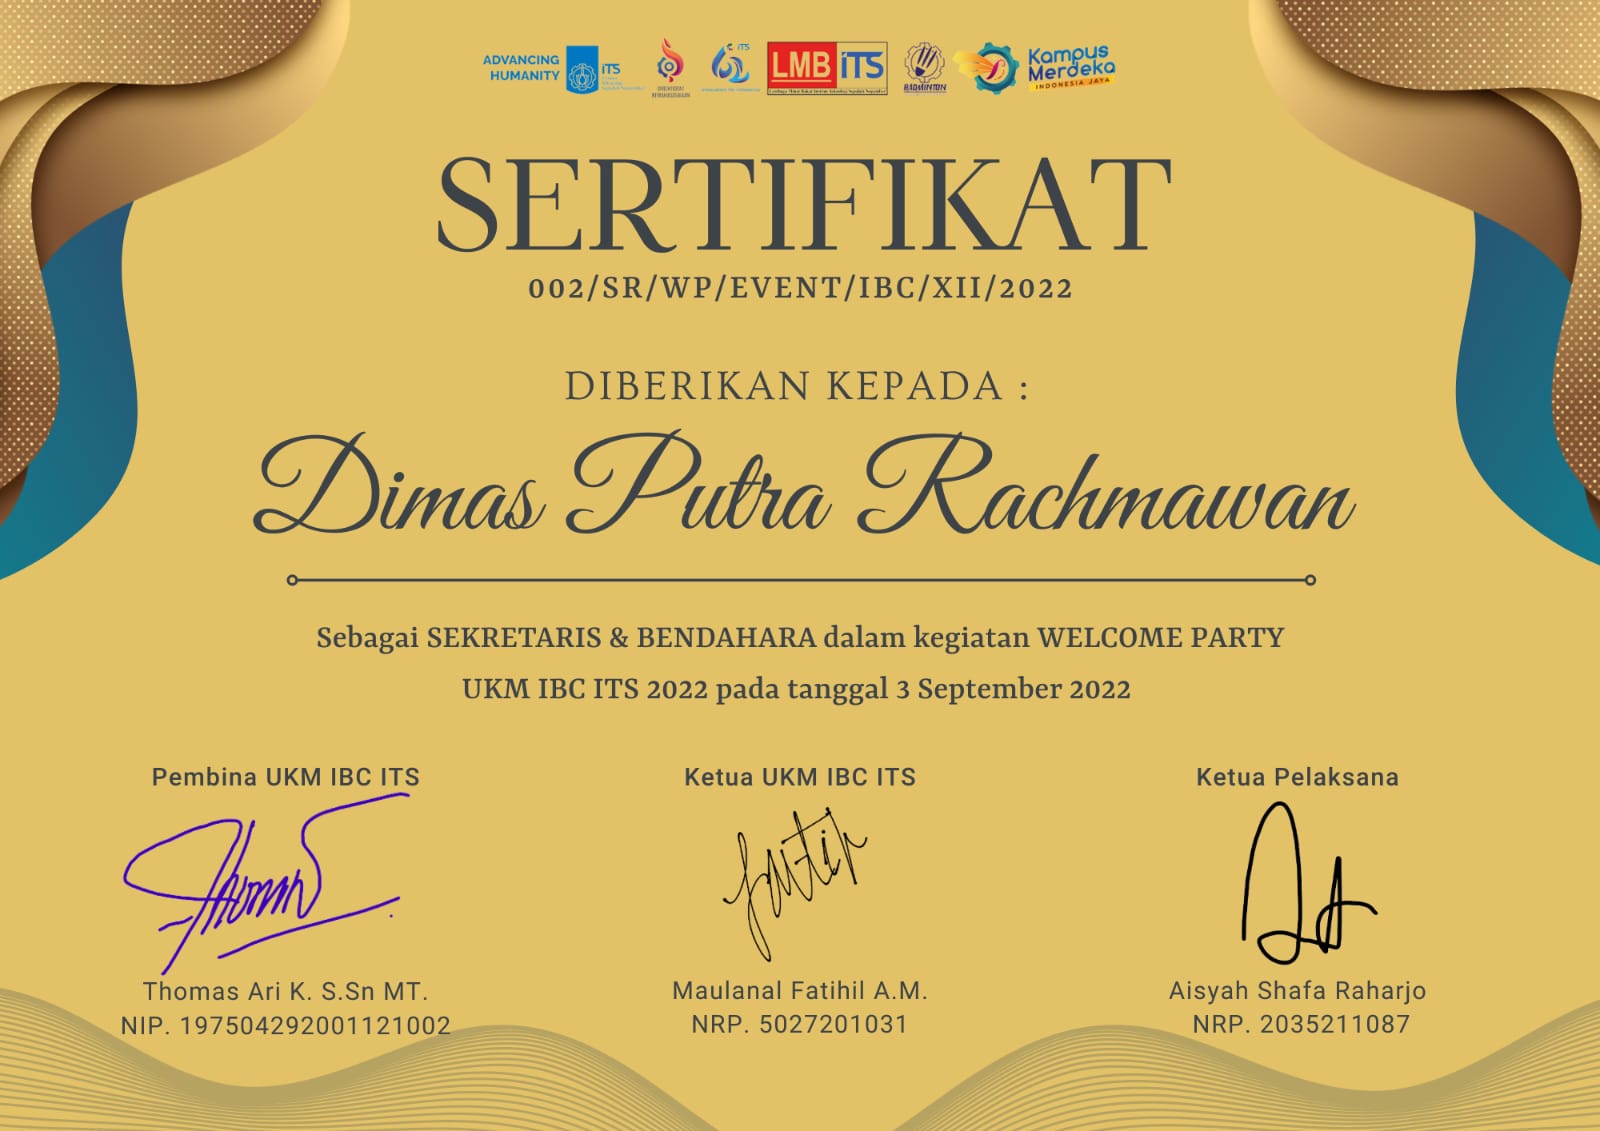 ADVANCING
HUMANITY
ITS
ITS
LMB ITS
BADMINTON
Kampus
Merdeka
INDONESIA JAYA
SERTIFIKAT
002/SR/WP/EVENT/IBC/XII/2022
DIBERIKAN KEPADA :
Dimas Putra Rachmawan
Sebagai SEKRETARIS & BENDAHARA dalam kegiatan WELCOME PARTY
UKM IBC ITS 2022 pada tanggal 3 September 2022
Pembina UKM IBC ITS
Ketua UKM IBC ITS
Ketua Pelaksana
Thomas Ari K. S.Sn MT.
NIP. 197504292001121002
Maulanal Fatihil A.M.
NRP. 5027201031
Aisyah Shafa Raharjo
NRP. 2035211087